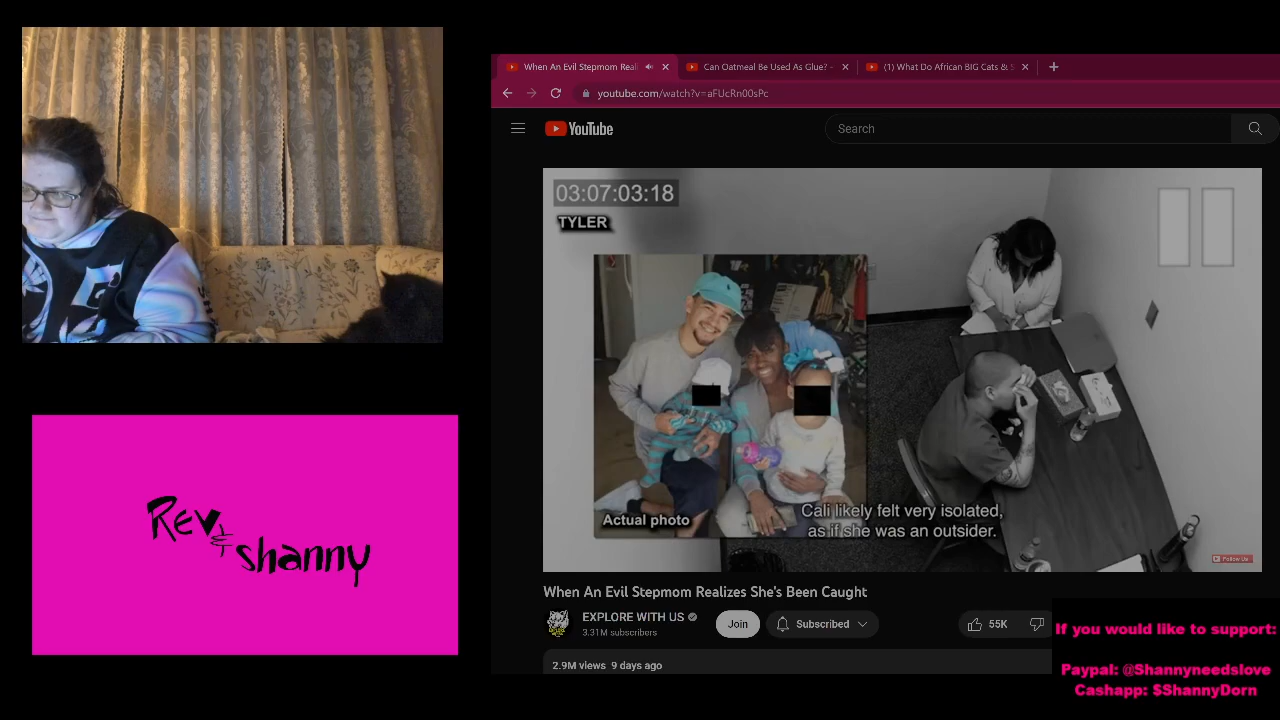 When An Evil Stepmom Reali
Can Oatmeal Be Used As Glue? -
(1) What Do African BIG Cats & S
youtube.com/watch?v=aFUcRn00sPc
YouTube
Search
03:07:03:18
TYLER
Actual photo
Cali likely felt very isolated,
as if she was an outsider.
Follow Us
Rev
&
shanny
When An Evil Stepmom Realizes She's Been Caught
EXPLORE WITH US
3.31M subscribers
Join
Subscribed
55K
2.9M views 9 days ago
If you would like to support:
Paypal: @Shannyneedslove
Cashapp: $ShannyDorn